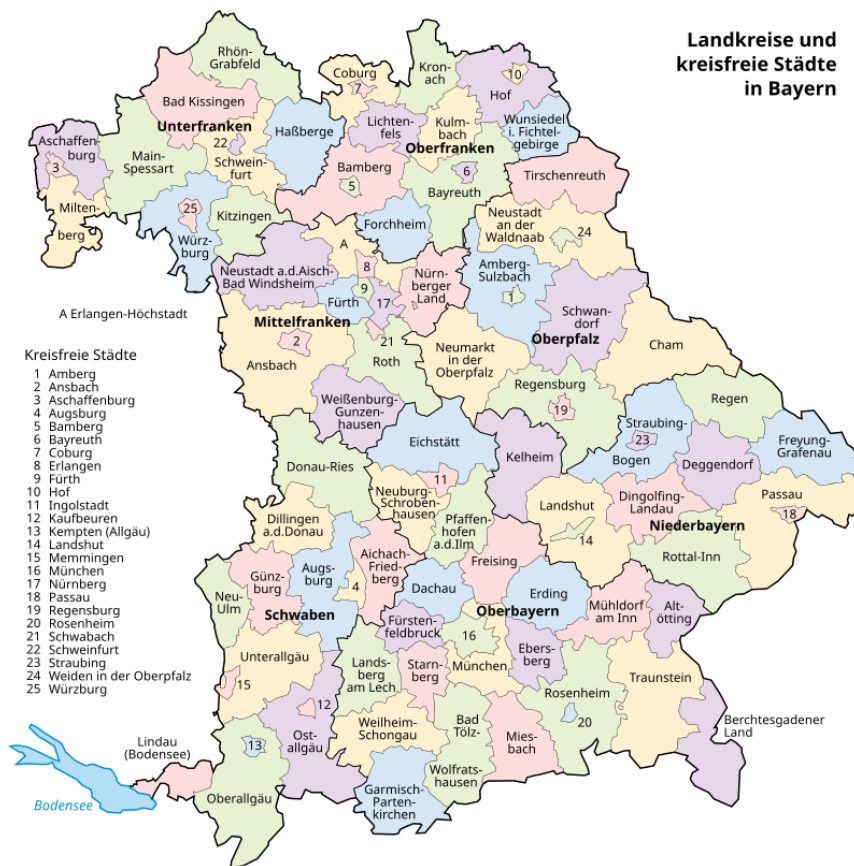 Landkreise und
kreisfreie Städte
in Bayern
Rhön-
Grabfeld
Coburg
7
Kron-
ach
10
Hof
Bad Kissingen
Unterfranken
22
Haßberge
Lichten-
fels
Kulm-
bach
Oberfranken
Wunsiedel
i. Fichtel-
gebirge
Aschaffen-
burg
3
Main-
Spessart
Schwein-
furt
Bamberg
5
6
Bayreuth
Tirschenreuth
Milten-
berg
25
Würz-
burg
Kitzingen
Forchheim
Neustadt
an der
Waldnaab
24
A
8
9
Neustadt a.d.Aisch-
Bad Windsheim
Fürth
17
Nürn-
berger
Land
Amberg-
Sulzbach
1
Schwan-
dorf
A Erlangen-Höchstadt
Mittelfranken
2
Ansbach
21
Roth
Neumarkt
in der
Oberpfalz
Oberpfalz
Cham
Kreisfreie Städte
1 Amberg
2 Ansbach
3 Aschaffenburg
4 Augsburg
5 Bamberg
6 Bayreuth
7 Coburg
8 Erlangen
9 Fürth
10 Hof
11 Ingolstadt
12 Kaufbeuren
13 Kempten (Allgäu)
14 Landshut
15 Memmingen
16 München
17 Nürnberg
18 Passau
19 Regensburg
20 Rosenheim
21 Schwabach
22 Schweinfurt
23 Straubing
24 Weiden in der Oberpfalz
25 Würzburg
Weißenburg-
Gunzen-
hausen
Regensburg
19
Regen
Straubing-
23
Bogen
Eichstätt
Kelheim
Deggendorf
Freyung-
Grafenau
Donau-Ries
11
Neuburg-
Schroben-
hausen
Pfaffen-
hofen
a.d.Ilm
Landshut
14
Dingolfing-
Landau
Niederbayern
Passau
18
Rottal-Inn
Dillingen
a.d.Donau
Augs-
burg
4
Aichach-
Fried-
berg
Freising
Neu-
Ulm
Günz-
burg
Schwaben
Dachau
Oberbayern
Erding
Mühldorf
am Inn
Alt-
ötting
Fürsten-
feldbruck
16
München
Ebers-
berg
Unterallgäu
15
Lands-
berg
am Lech
Starn-
berg
Rosenheim
20
Traunstein
12
Ost-
allgäu
Weilheim-
Schongau
Bad
Tölz-
Wolfrats-
hausen
Mies-
bach
Berchtesgadener
Land
Lindau
(Bodensee)
13
Oberallgäu
Garmisch-
Parten-
kirchen
Bodensee